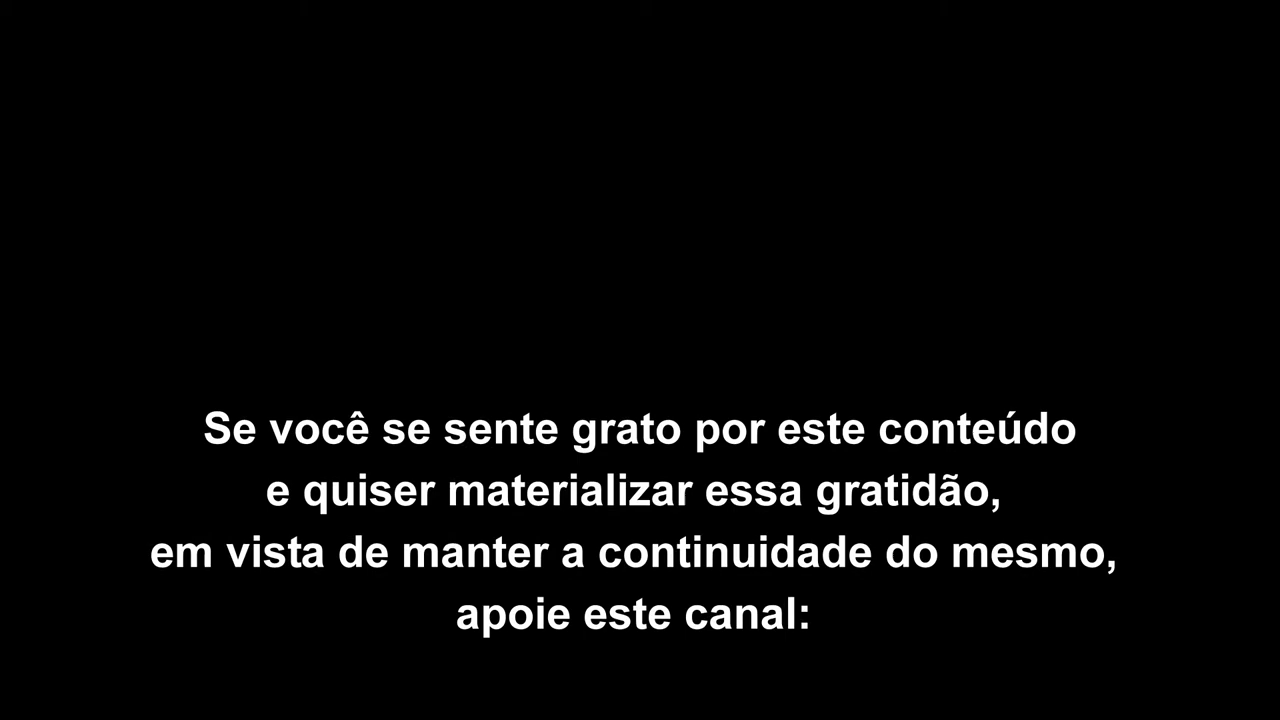 Se você se sente grato por este conteúdo
e quiser materializar essa gratidão,
em vista de manter a continuidade do mesmo,
apoie este canal: